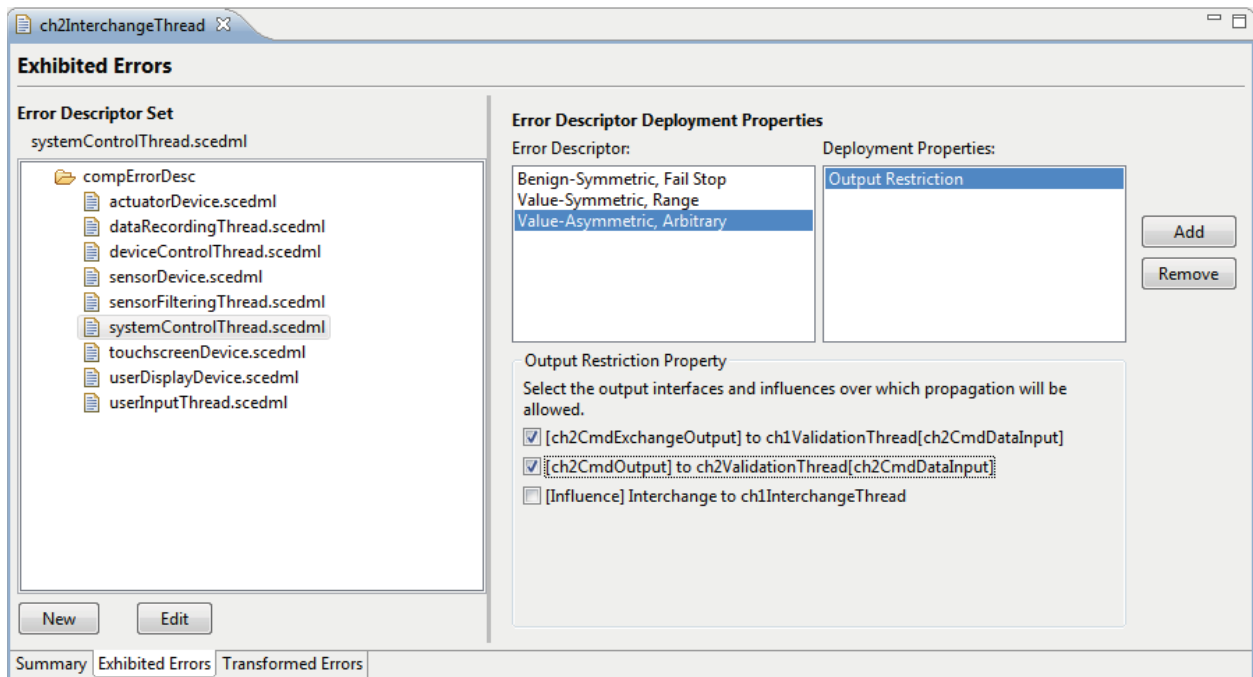 ch2InterchangeThread
Exhibited Errors
Error Descriptor Set
systemControlThread.scedml
compErrorDesc
actuatorDevice.scedml
dataRecordingThread.scedml
deviceControlThread.scedml
sensorDevice.scedml
sensorFilteringThread.scedml
systemControlThread.scedml
touchscreenDevice.scedml
userDisplayDevice.scedml
userInputThread.scedml
New Edit
Error Descriptor Deployment Properties
Error Descriptor: Deployment Properties:
Benign-Symmetric, Fail Stop Output Restriction
Value-Symmetric, Range
Value-Asymmetric, Arbitrary
Add
Remove
Output Restriction Property
Select the output interfaces and influences over which propagation will be
allowed.
[ch2CmdExchangeOutput] to ch1ValidationThread[ch2CmdDataInput]
[ch2CmdOutput] to ch2ValidationThread[ch2CmdDataInput]
[Influence] Interchange to ch1InterchangeThread
Summary Exhibited Errors Transformed Errors